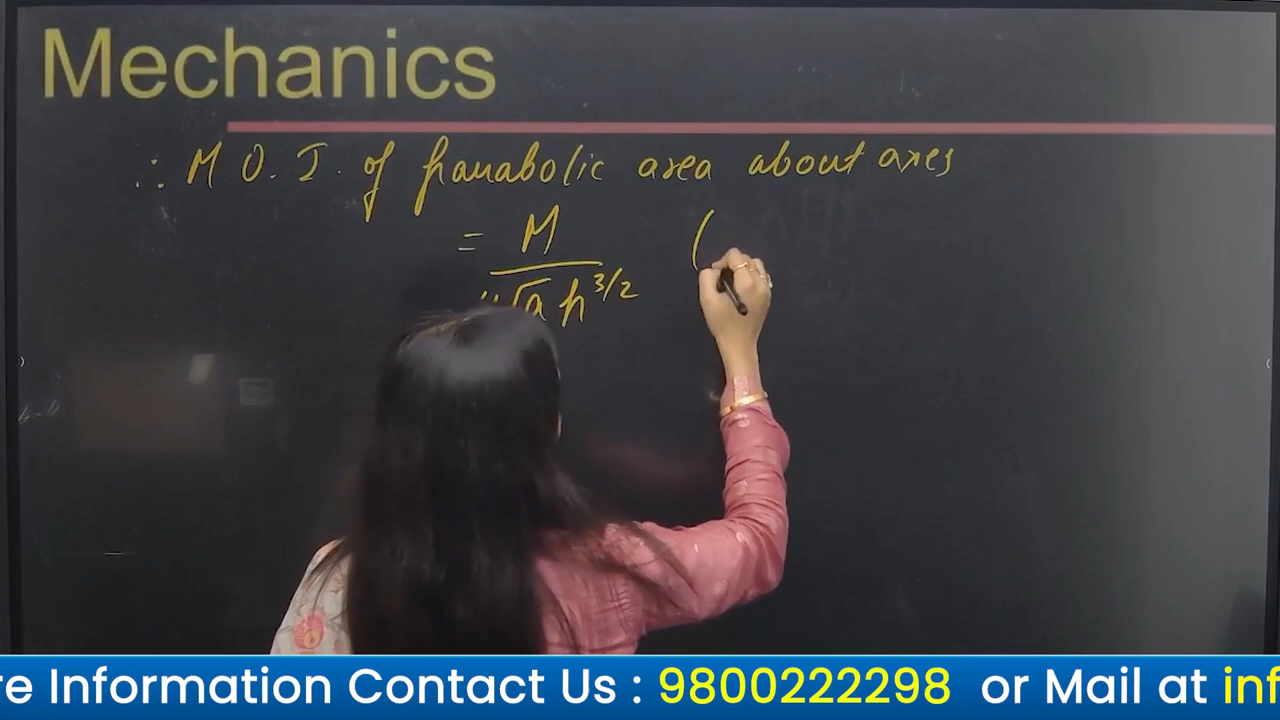 Mechanics
∴ M.O.I. of parabolic area about axes
= M
√a h^3/2 (
re Information Contact Us : 9800222298 or Mail at inf